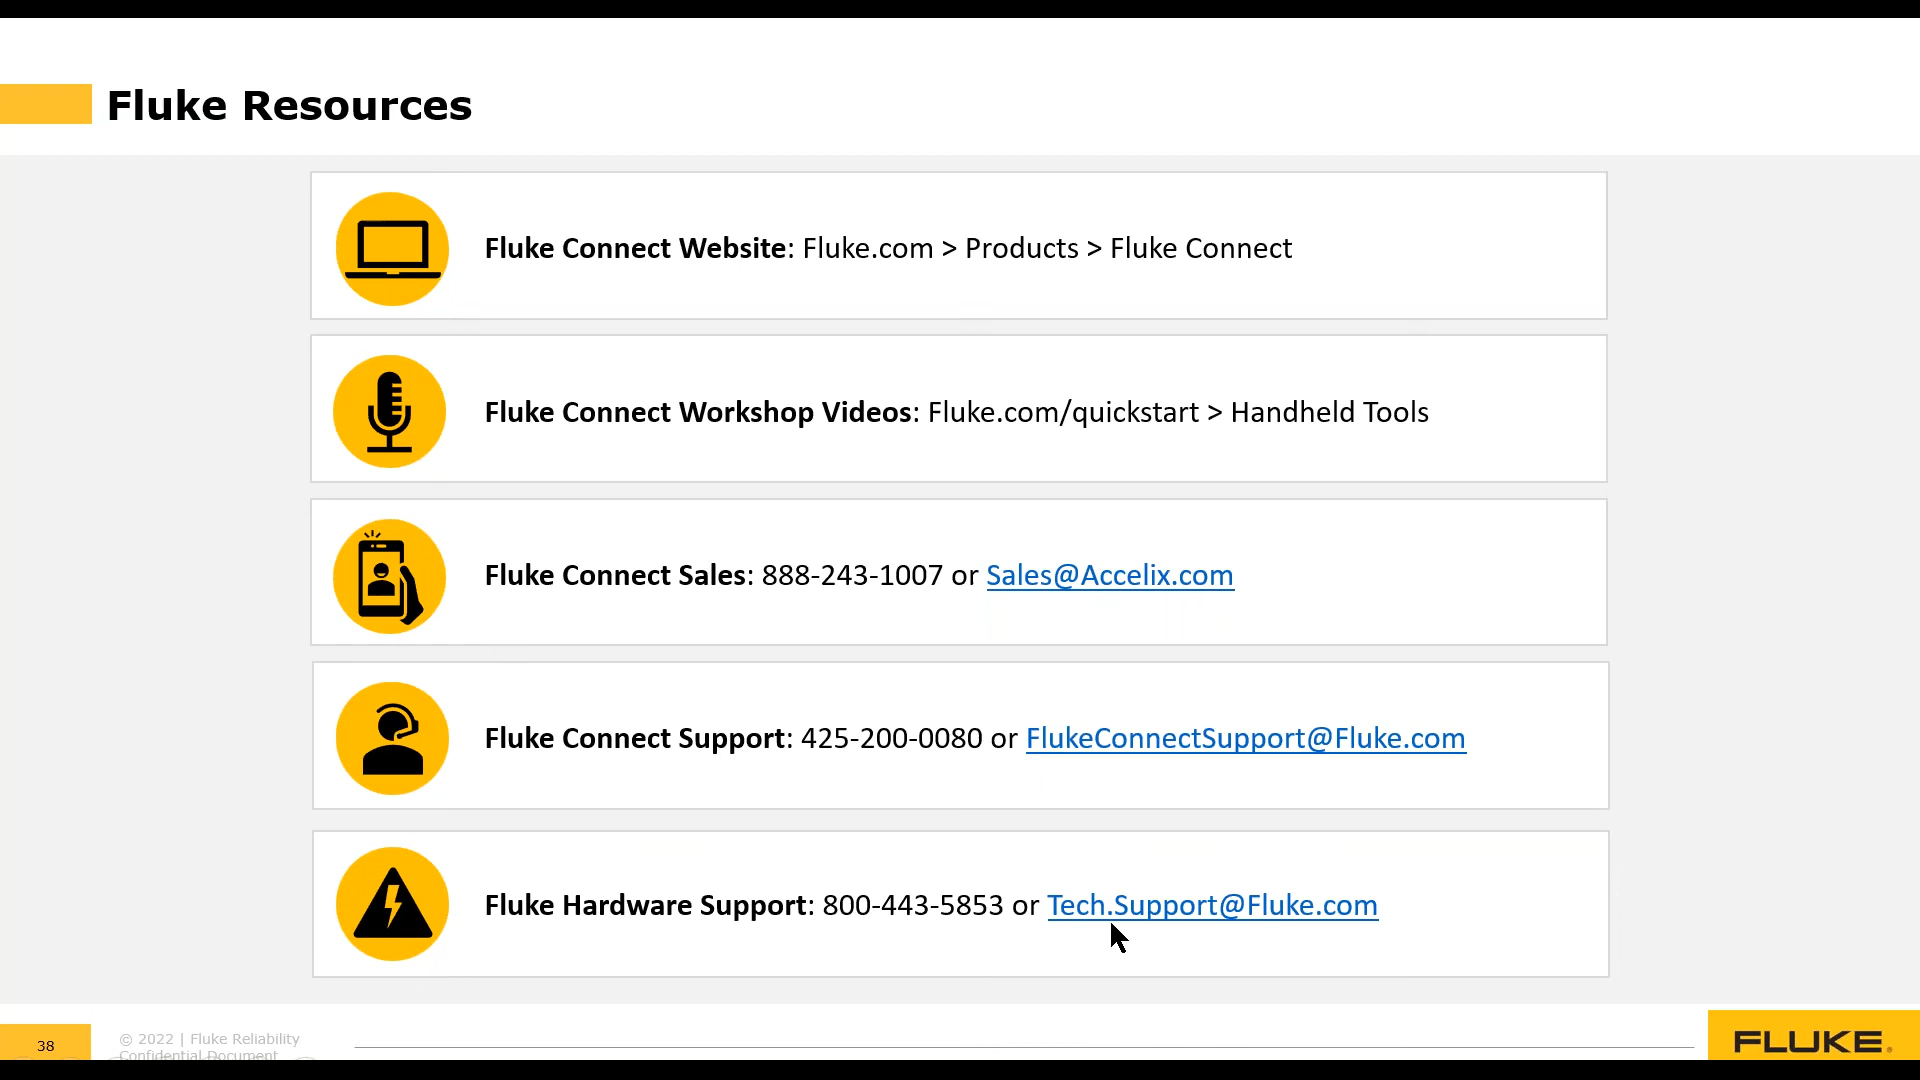 Fluke Resources
Fluke Connect Website: Fluke.com > Products > Fluke Connect
Fluke Connect Workshop Videos: Fluke.com/quickstart > Handheld Tools
Fluke Connect Sales: 888-243-1007 or Sales@Accelix.com
Fluke Connect Support: 425-200-0080 or FlukeConnectSupport@Fluke.com
Fluke Hardware Support: 800-443-5853 or Tech.Support@Fluke.com
38
© 2022 | Fluke Reliability
Confidential Document
FLUKE®